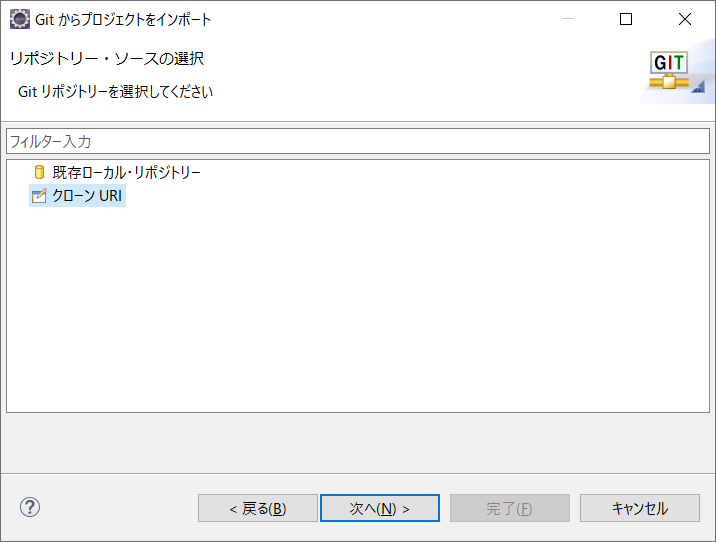 Git からプロジェクトをインポート
リポジトリー・ソースの選択
Git リポジトリーを選択してください
GIT
フィルター入力
既存ローカル・リポジトリー
クローン URI
< 戻る(B)
次へ(N) >
完了(F)
キャンセル